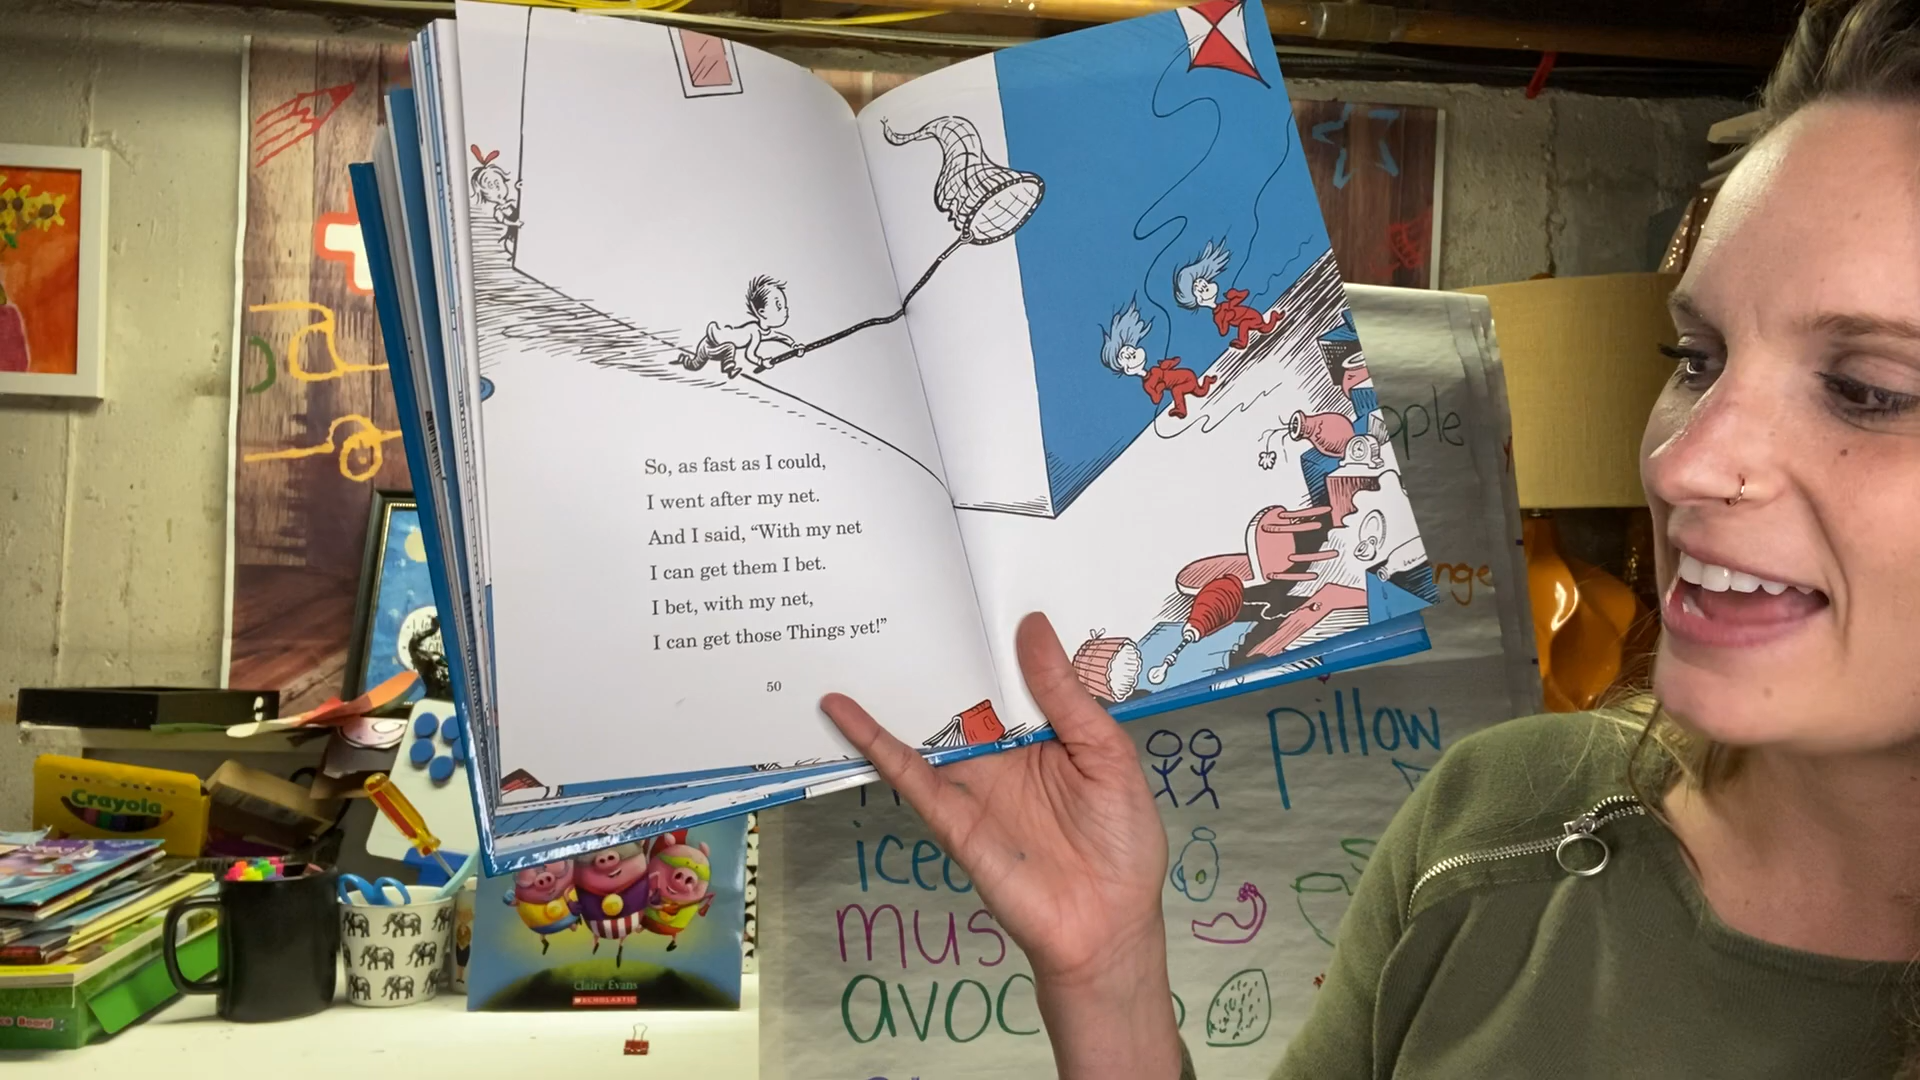 So, as fast as I could,
I went after my net.
And I said, “With my net
I can get them I bet.
I bet, with my net,
I can get those Things yet!”
50
Crayola
Claire Evans
SCHOLASTIC
pillow